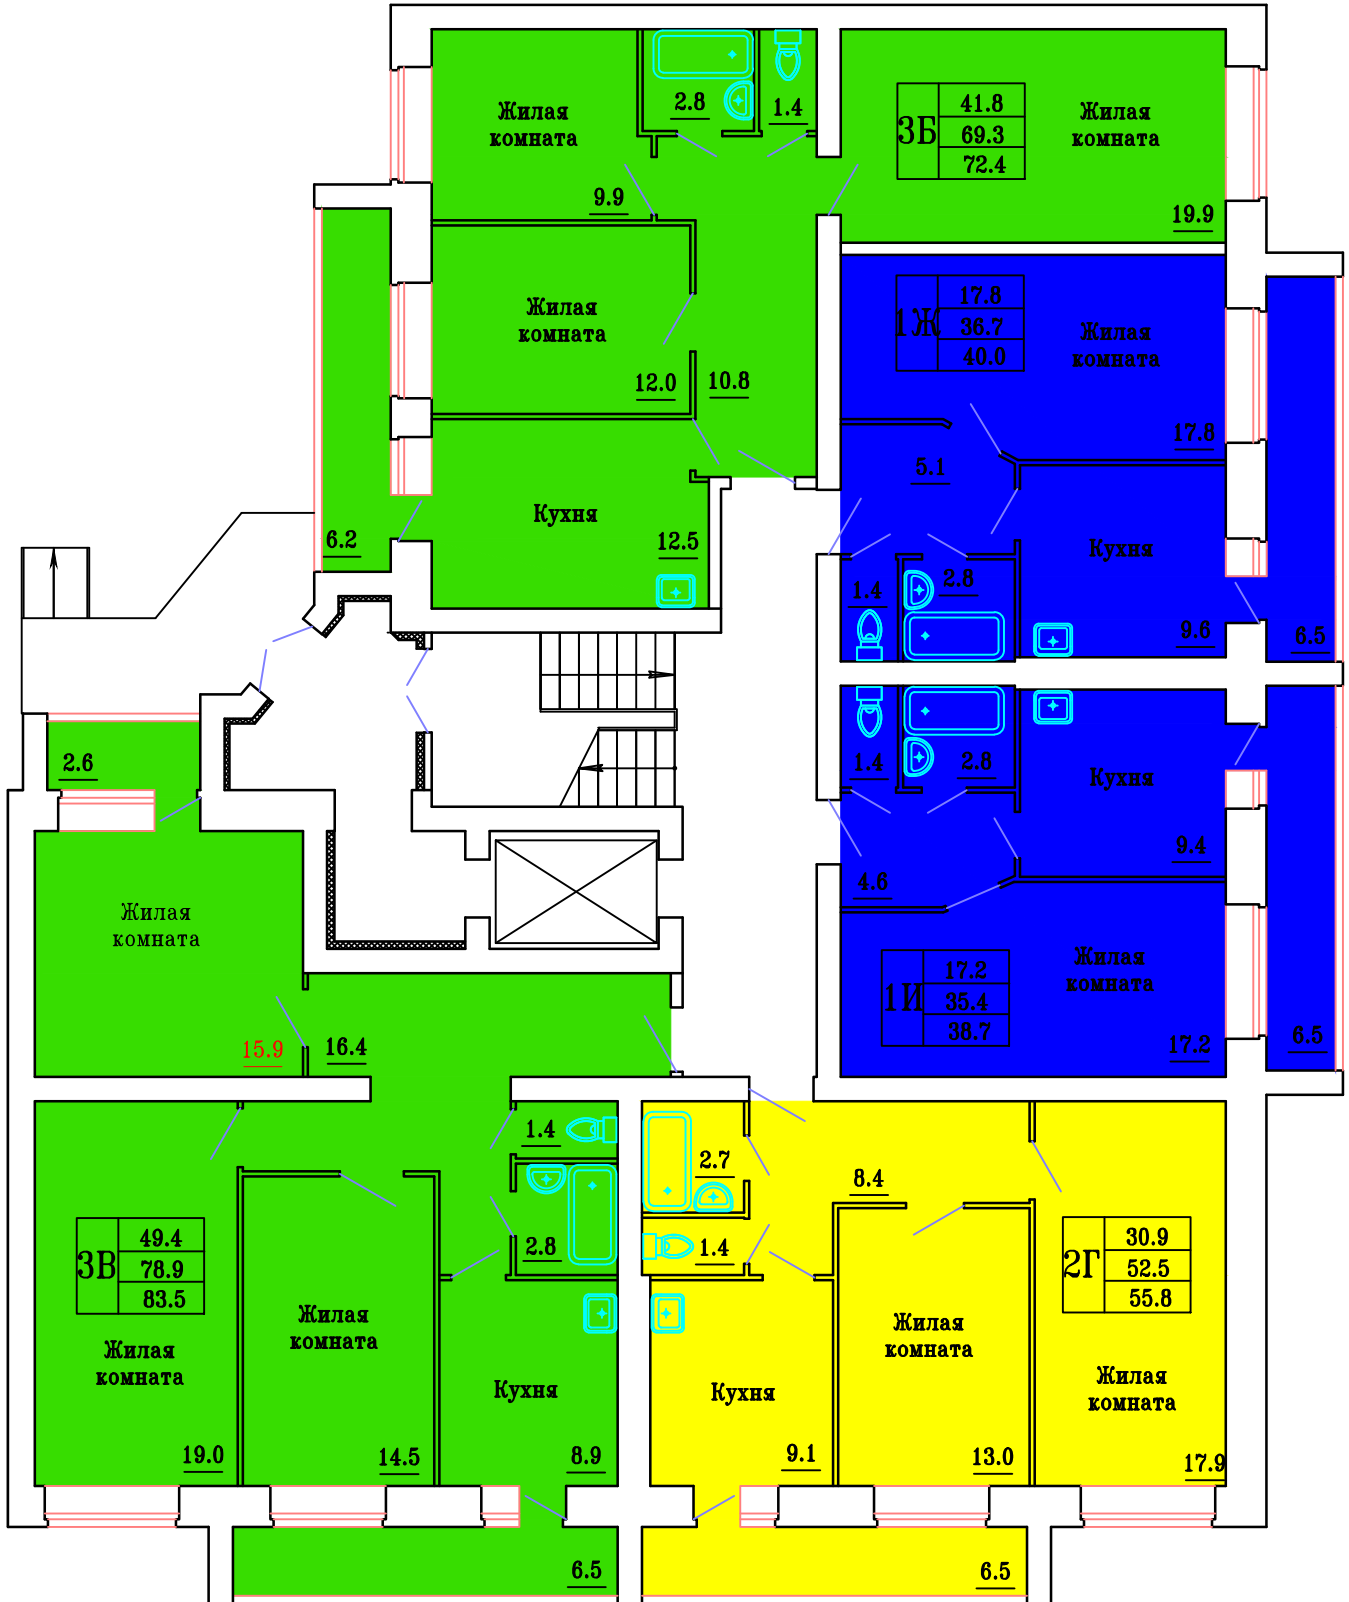 Жилая
комната
9.9
2.8
1.4
3Б
41.8
69.3
72.4
Жилая
комната
19.9
Жилая
комната
12.0
10.8
Кухня
12.5
6.2
1Ж
17.8
36.7
40.0
Жилая
комната
17.8
5.1
1.4
2.8
Кухня
9.6
6.5
1.4
2.8
Кухня
9.4
4.6
1И
17.2
35.4
38.7
Жилая
комната
17.2
6.5
2.6
Жилая
комната
15.9
16.4
3В
49.4
78.9
83.5
Жилая
комната
19.0
Жилая
комната
14.5
1.4
2.8
Кухня
8.9
6.5
2.7
1.4
8.4
Кухня
9.1
Жилая
комната
13.0
2Г
30.9
52.5
55.8
Жилая
комната
17.9
6.5